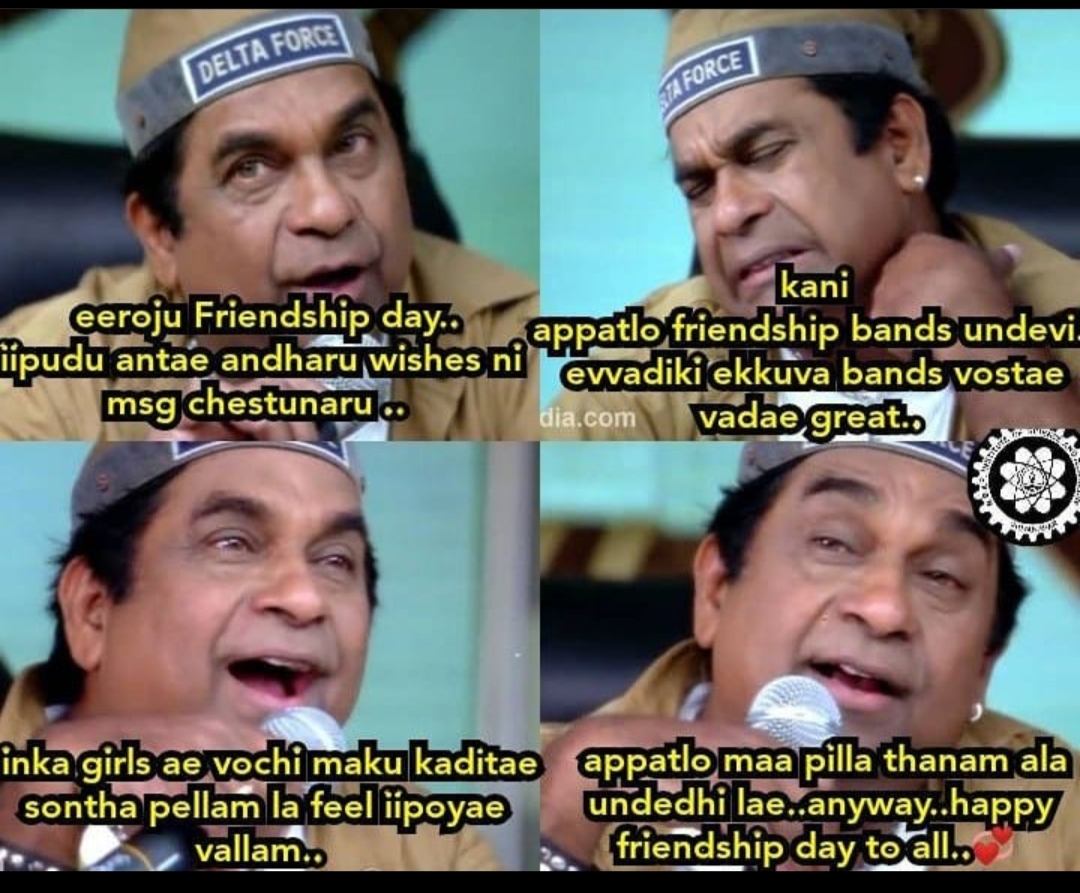 DELTA FORCE
eeroju Friendship day..
iipudu antae andharu wishes ni
msg chestunaru ..
TA FORCE
kani
appatlo friendship bands undevi.
evvadiki ekkuva bands vostae
vadae great..
dia.com
inka girls ae vochi maku kaditae
sontha pellam la feel iipoyae
vallam..
appatlo maa pilla thanam ala
undedhi lae..anyway..happy
friendship day to all..💞